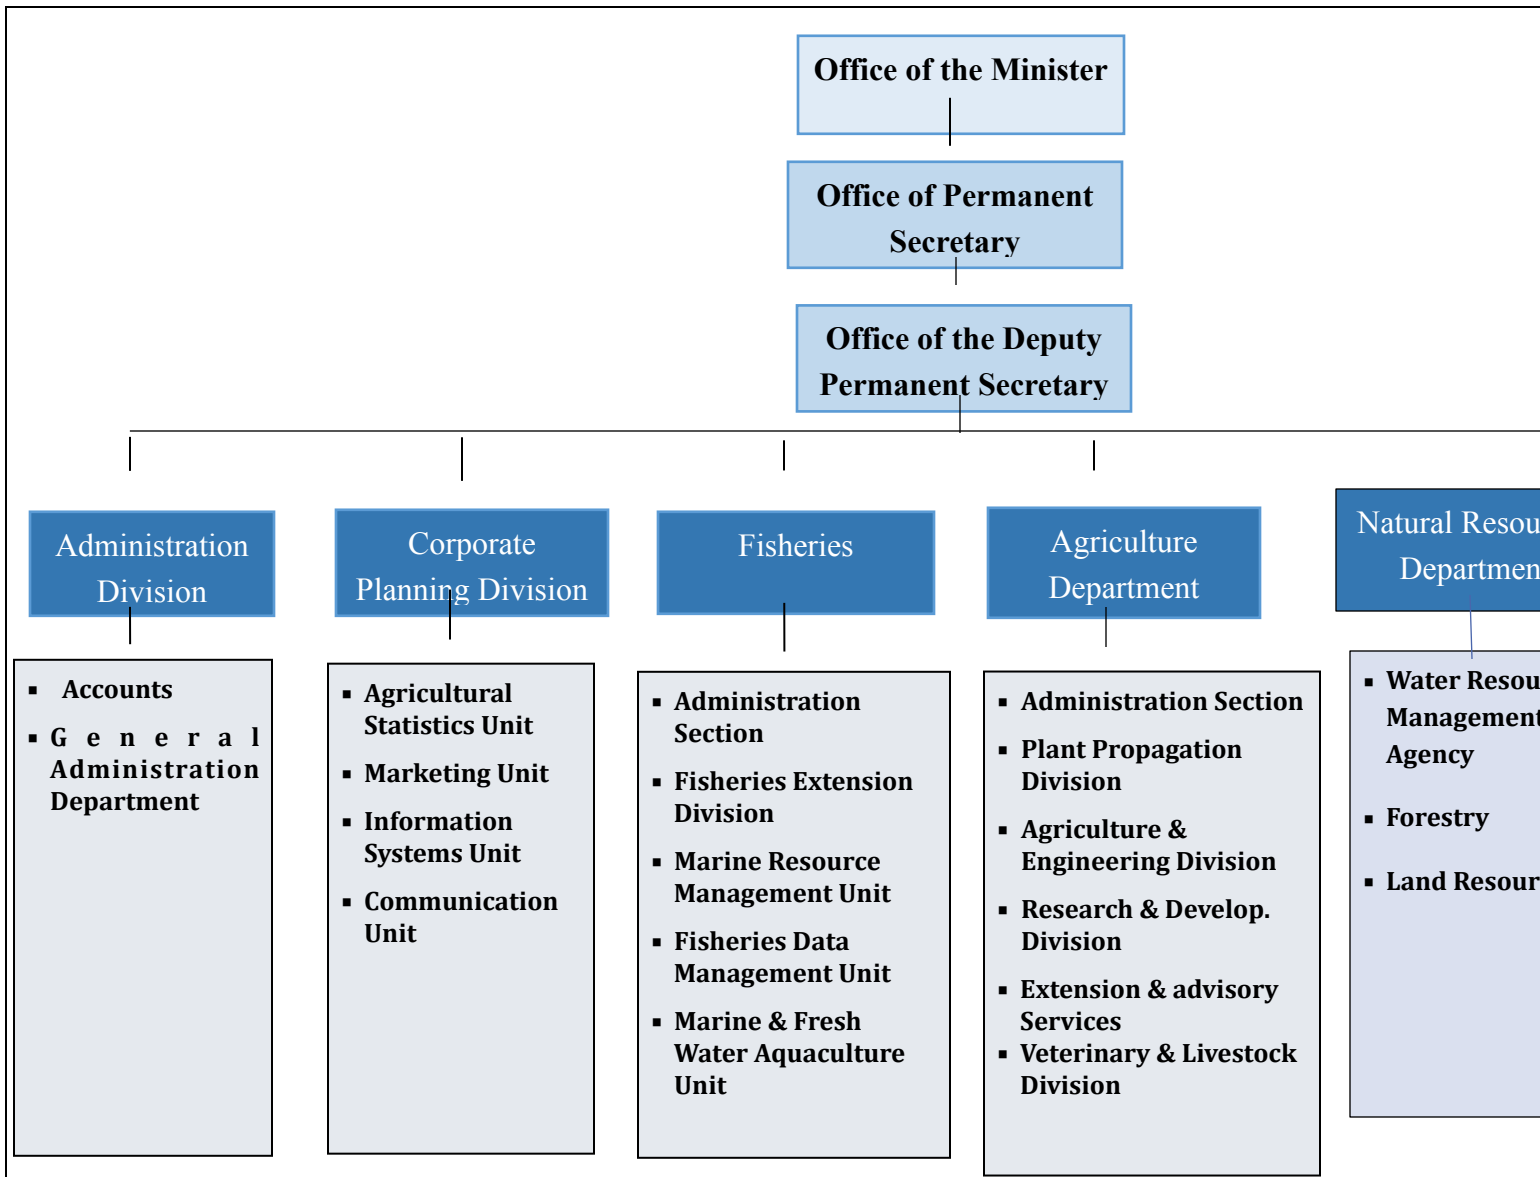 Office of the Minister
Office of Permanent
Secretary
Office of the Deputy
Permanent Secretary
Administration
Division
Corporate
Planning Division
Fisheries
Agriculture
Department
Natural
▪ Accounts
▪ G e n e r a l
Administration
Department
▪ Agricultural
Statistics Unit
▪ Marketing Unit
▪ Information
Systems Unit
▪ Communication
Unit
▪ Administration
Section
▪ Fisheries Extension
Division
▪ Marine Resource
Management Unit
▪ Fisheries Data
Management Unit
▪ Marine & Fresh
Water Aquaculture
Unit
▪ Administration Section
▪ Plant Propagation
Division
▪ Agriculture &
Engineering Division
▪ Research & Develop.
Division
▪ Extension & advisory
Services
▪ Veterinary & Livestock
Division
▪ Water
Management
Agency
▪ Forestry
▪ Land